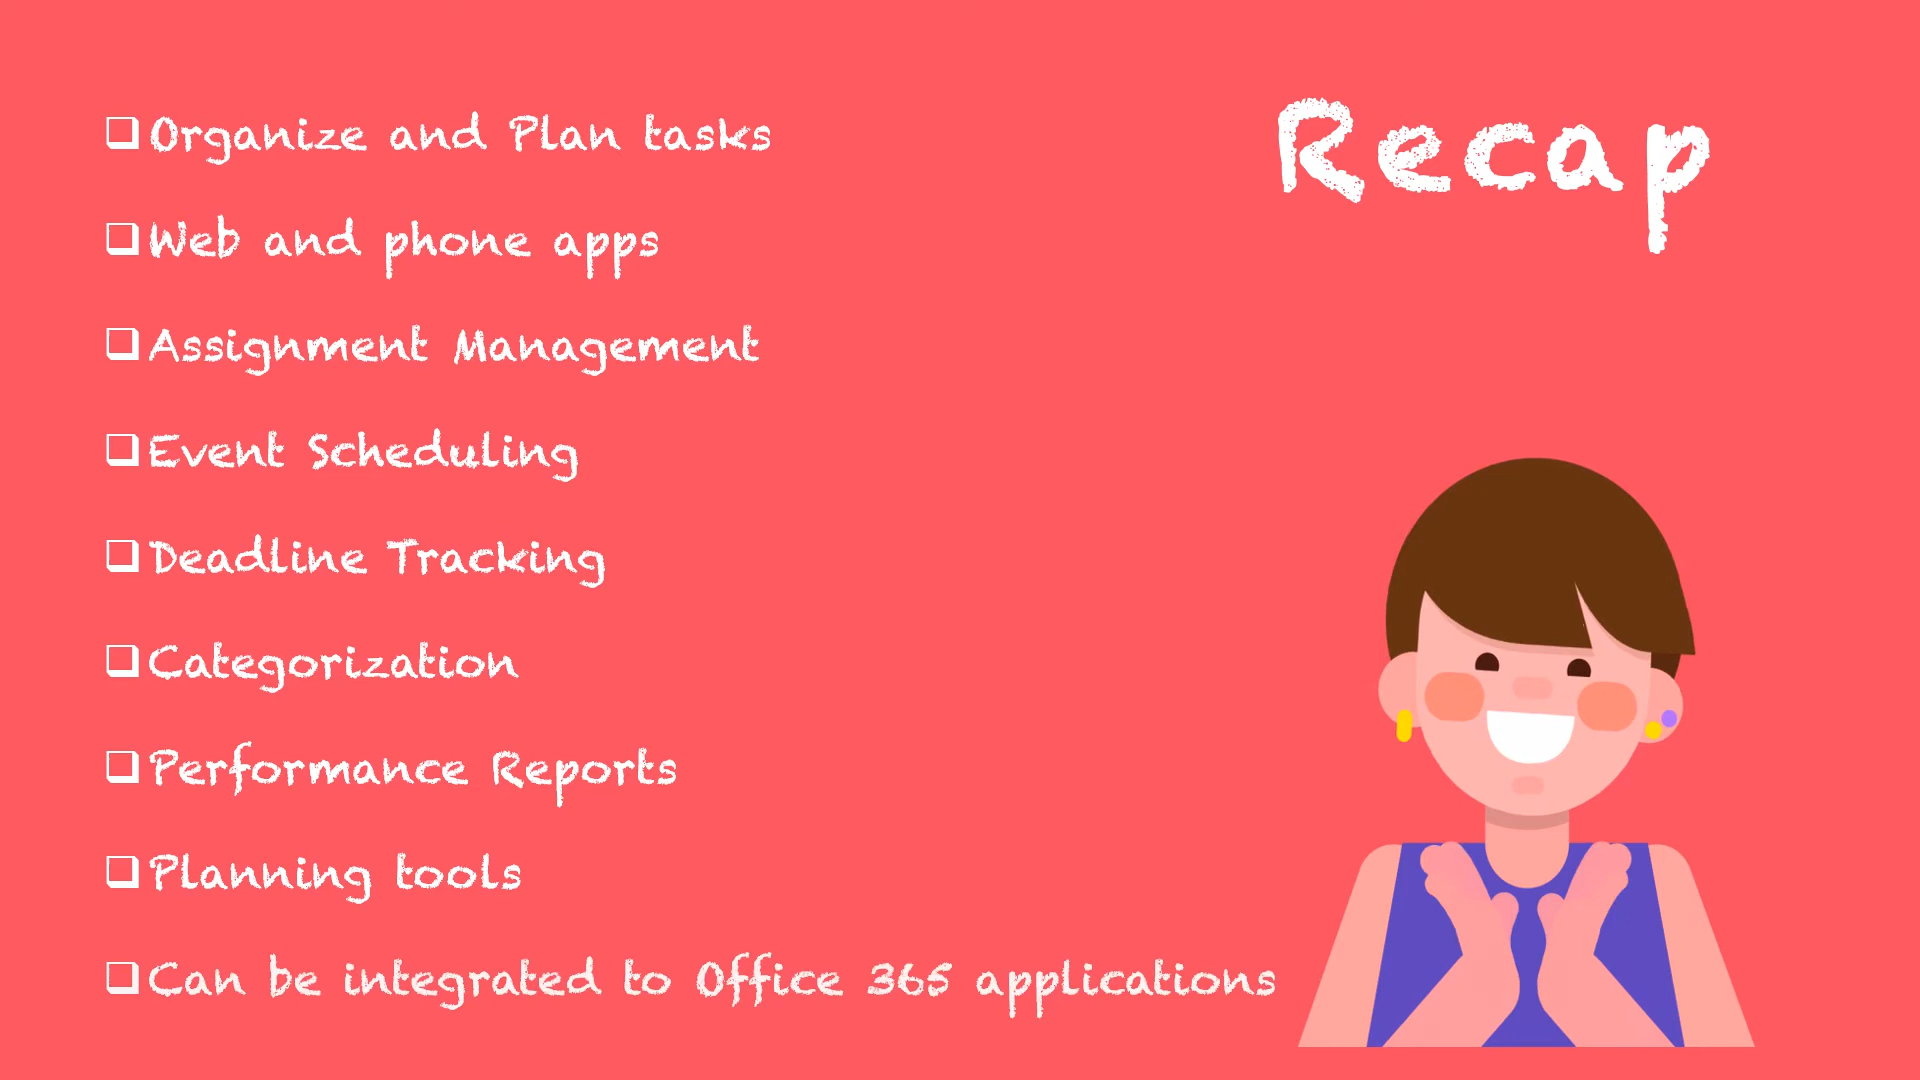 Recap
❑ Organize and Plan tasks
❑ Web and phone apps
❑ Assignment Management
❑ Event Scheduling
❑ Deadline Tracking
❑ Categorization
❑ Performance Reports
❑ Planning tools
❑ Can be integrated to Office 365 applications